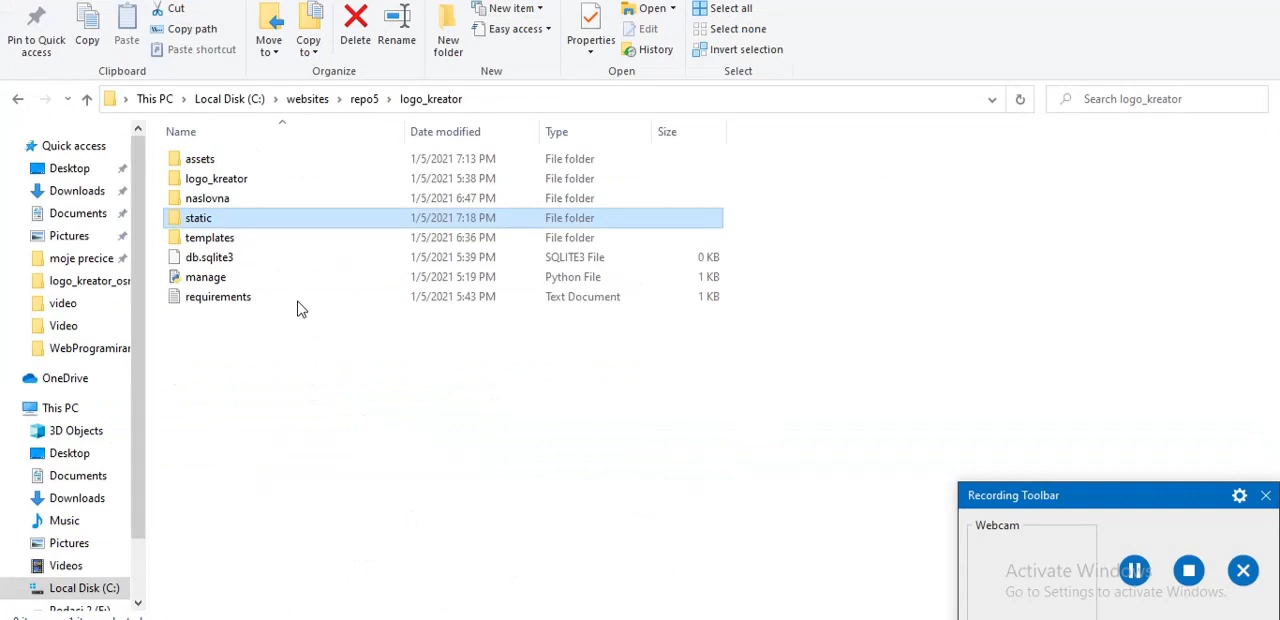 Pin to Quick access
Copy
Paste
Cut
Copy path
Paste shortcut
Clipboard
Move to
Copy to
Delete
Rename
Organize
New folder
New item
Easy access
New
Properties
Open
Edit
History
Open
Select all
Select none
Invert selection
Select
This PC > Local Disk (C:) > websites > repo5 > logo_kreator
Search logo_kreator
Name Date modified Type Size
assets 1/5/2021 7:13 PM File folder
logo_kreator 1/5/2021 5:38 PM File folder
naslovna 1/5/2021 6:47 PM File folder
static 1/5/2021 7:18 PM File folder
templates 1/5/2021 6:36 PM File folder
db.sqlite3 1/5/2021 5:39 PM SQLITE3 File 0 KB
manage 1/5/2021 5:19 PM Python File 1 KB
requirements 1/5/2021 5:43 PM Text Document 1 KB
Quick access
Desktop
Downloads
Documents
Pictures
moje precice
logo_kreator_osn
video
Video
WebProgramiran
OneDrive
This PC
3D Objects
Desktop
Documents
Downloads
Music
Pictures
Videos
Local Disk (C:)
Recording Toolbar
Webcam
Activate Windows
Go to Settings to activate Windows.